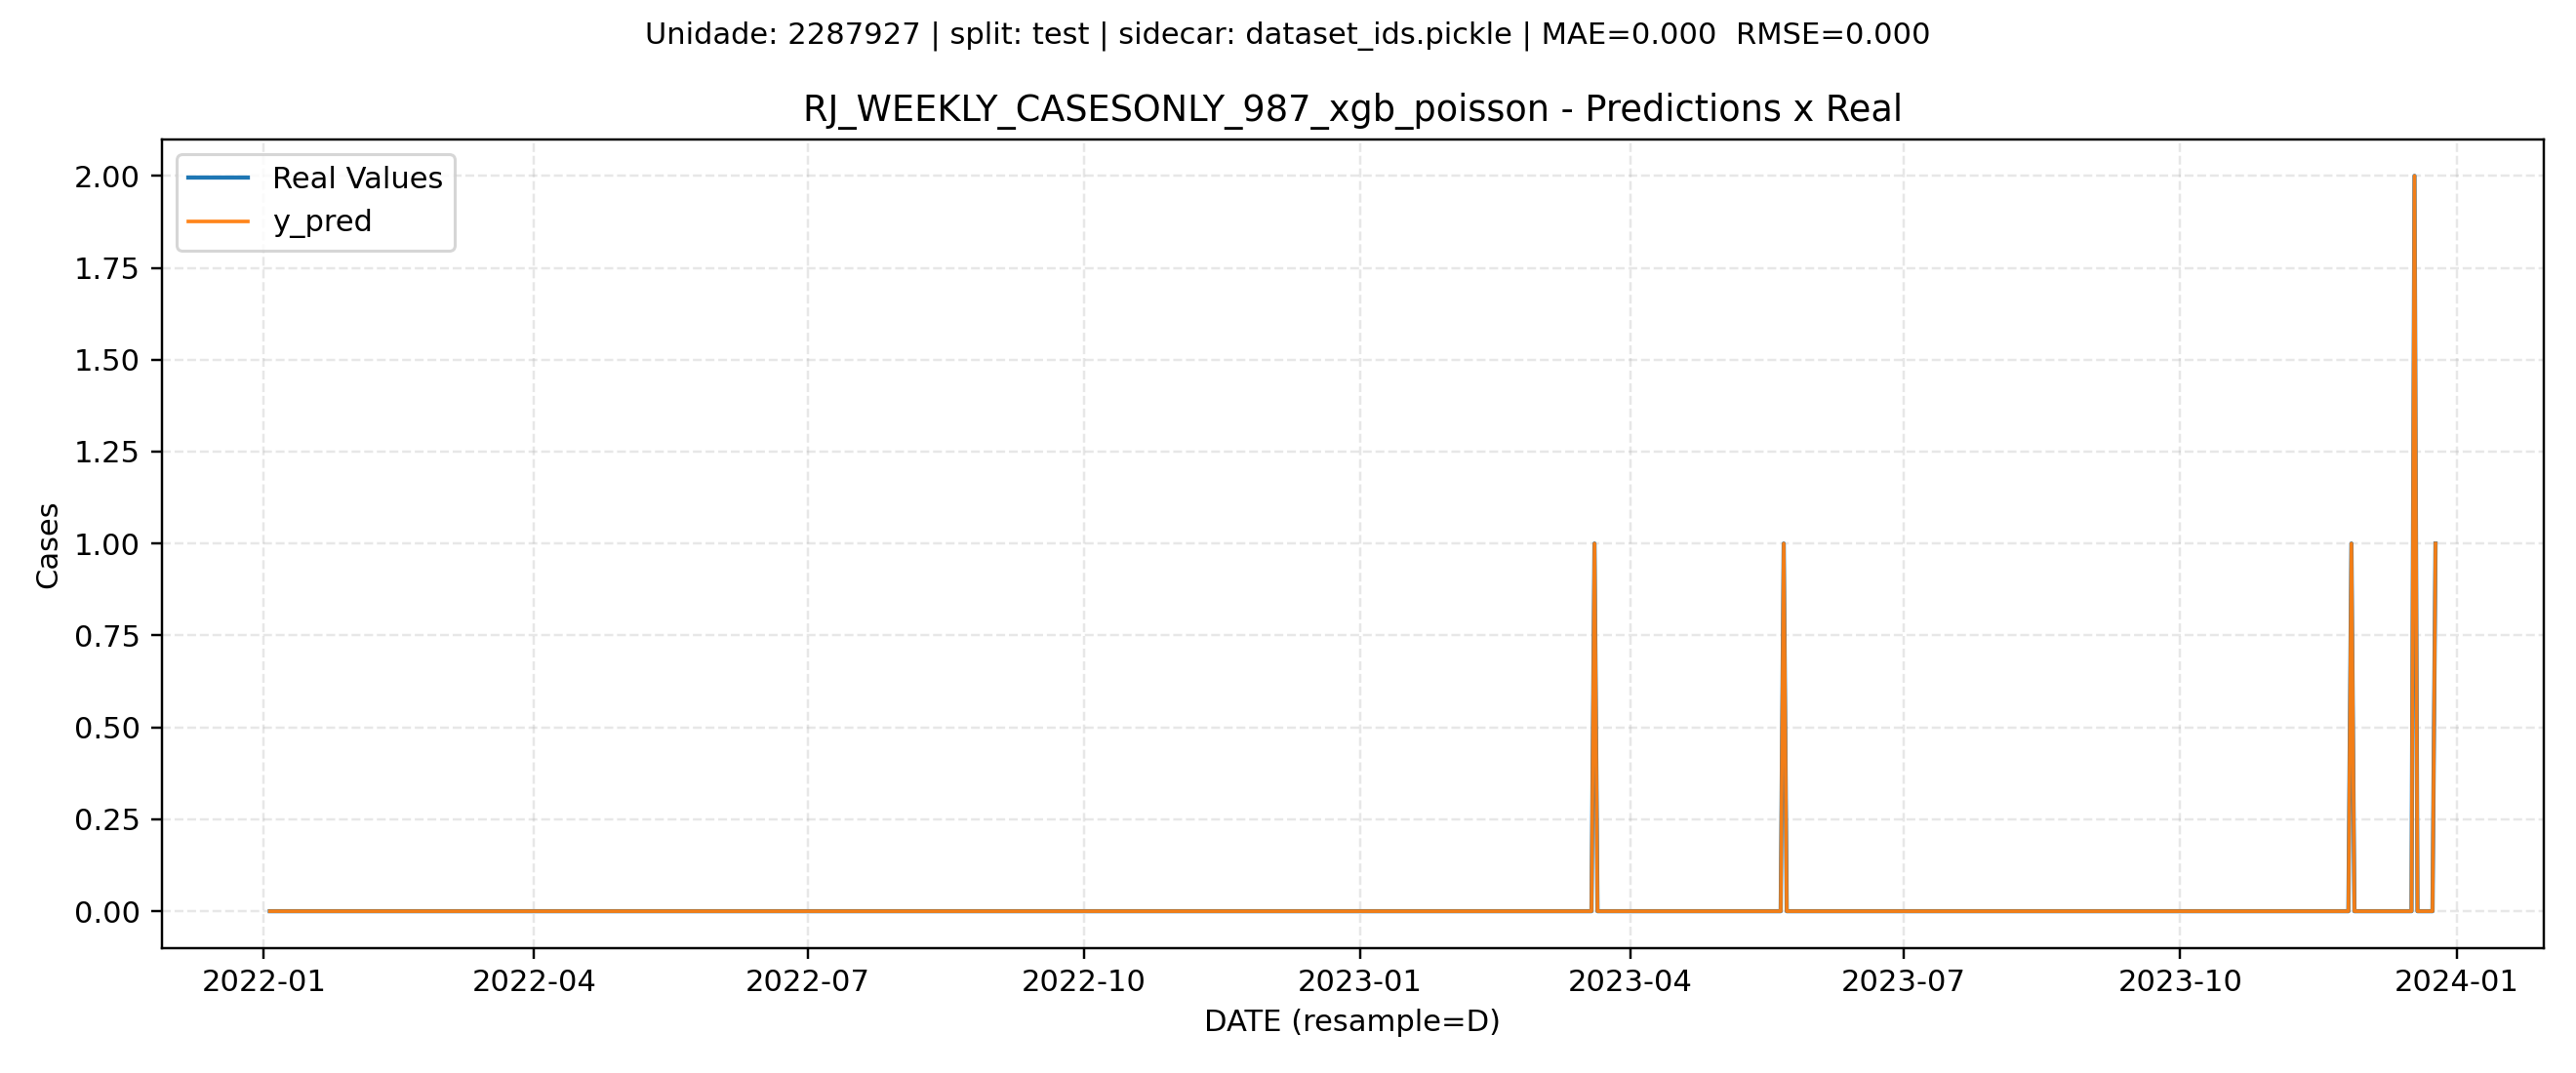 Unidade: 2287927 | split: test | sidecar: dataset_ids.pickle | MAE=0.000  RMSE=0.000
RJ_WEEKLY_CASESONLY_987_xgb_poisson - Predictions x Real
Real Values
y_pred
2.00
1.75
1.50
1.25
1.00
0.75
0.50
0.25
0.00
Cases
2022-01 2022-04 2022-07 2022-10 2023-01 2023-04 2023-07 2023-10 2024-01
DATE (resample=D)